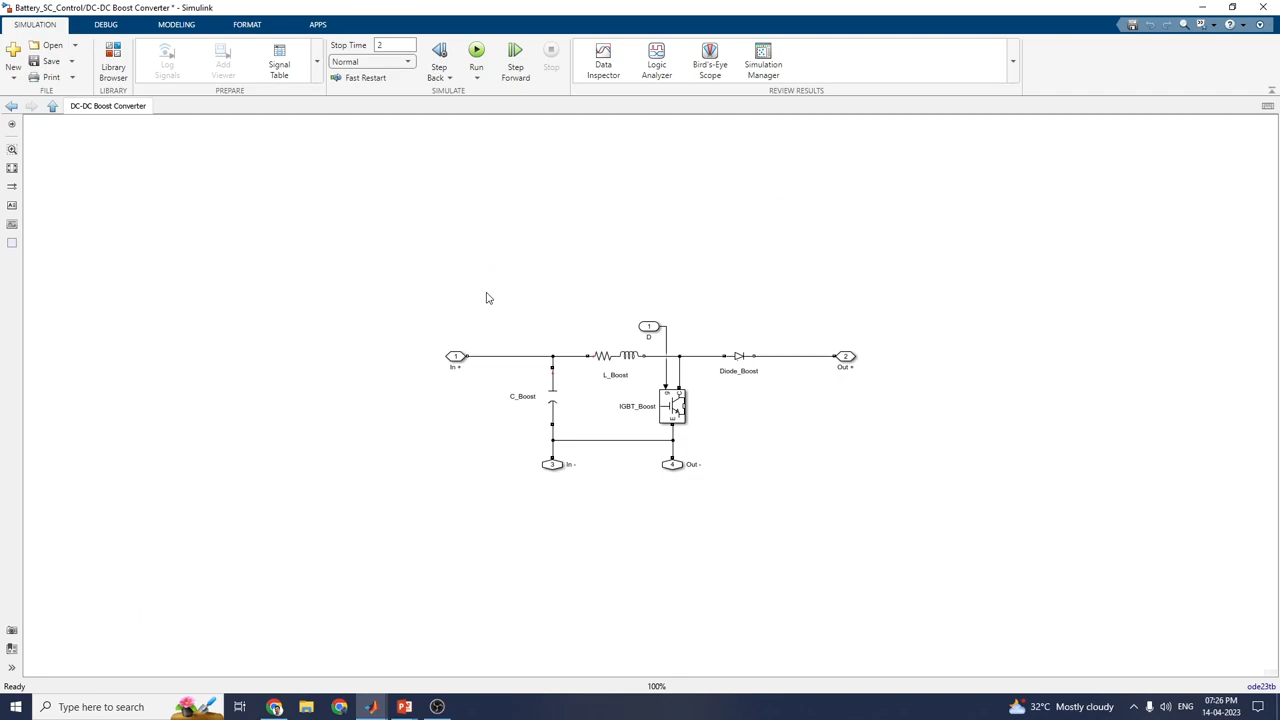 Battery_SC_Control/DC-DC Boost Converter * - Simulink
SIMULATION
DEBUG
MODELING
FORMAT
APPS
New
Open
Save
Print
FILE
Library
Browser
LIBRARY
Log
Signals
Add
Viewer
Signal
Table
PREPARE
Stop Time 2
Normal
Fast Restart
Step
Back
Run
Step
Forward
Stop
SIMULATE
Data
Inspector
Logic
Analyzer
Bird's-Eye
Scope
Simulation
Manager
REVIEW RESULTS
DC-DC Boost Converter
1
D
1
In +
2
Out +
L_Boost
Diode_Boost
C_Boost
IGBT_Boost
g
C
E
3
In -
4
Out -
Ready
100%
ode23tb
Type here to search
32°C Mostly cloudy
ENG
07:26 PM
14-04-2023